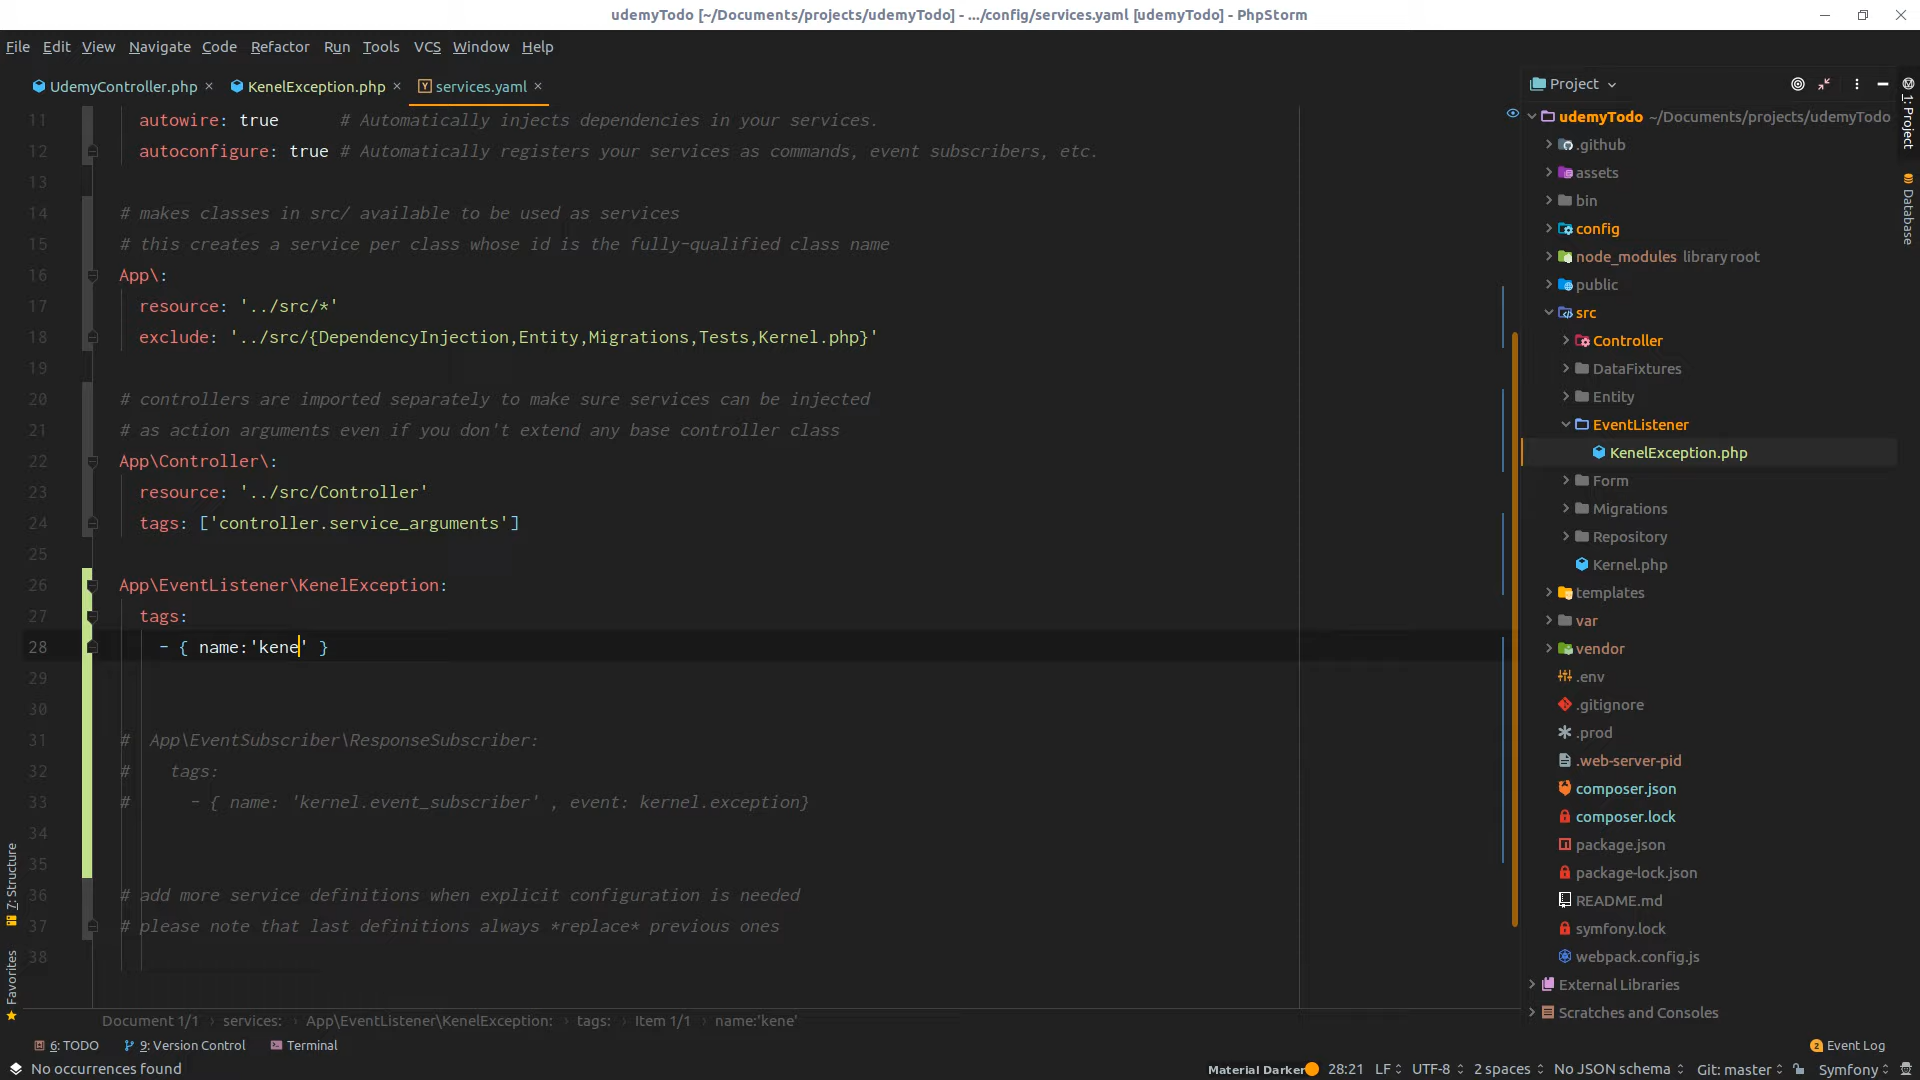 udemyTodo [~/Documents/projects/udemyTodo] - .../config/services.yaml [udemyTodo] - PhpStorm
File Edit View Navigate Code Refactor Run Tools VCS Window Help
UdemyController.php × KenelException.php × services.yaml ×
11 autowire: true # Automatically injects dependencies in your services.
12 autoconfigure: true # Automatically registers your services as commands, event subscribers, etc.
13
14 # makes classes in src/ available to be used as services
15 # this creates a service per class whose id is the fully-qualified class name
16 App\:
17 resource: '../src/*'
18 exclude: '../src/{DependencyInjection,Entity,Migrations,Tests,Kernel.php}'
19
20 # controllers are imported separately to make sure services can be injected
21 # as action arguments even if you don't extend any base controller class
22 App\Controller\:
23 resource: '../src/Controller'
24 tags: ['controller.service_arguments']
25
26 App\EventListener\KenelException:
27 tags:
28 - { name:'kene' }
29
30
31 # App\EventSubscriber\ResponseSubscriber:
32 # tags:
33 # - { name: 'kernel.event_subscriber' , event: kernel.exception}
34
35
36 # add more service definitions when explicit configuration is needed
37 # please note that last definitions always *replace* previous ones
38
Document 1/1 › services: › App\EventListener\KenelException: › tags: › Item 1/1 › name:'kene'
Project
udemyTodo ~/Documents/projects/udemyTodo
.github
assets
bin
config
node_modules library root
public
src
Controller
DataFixtures
Entity
EventListener
KenelException.php
Form
Migrations
Repository
Kernel.php
templates
var
vendor
.env
.gitignore
.prod
.web-server-pid
composer.json
composer.lock
package.json
package-lock.json
README.md
symfony.lock
webpack.config.js
External Libraries
Scratches and Consoles
1: Project
Database
7: Structure
Favorites
6: TODO 9: Version Control Terminal
2 Event Log
No occurrences found
Material Darker 28:21 LF UTF-8 2 spaces No JSON schema Git: master Symfony